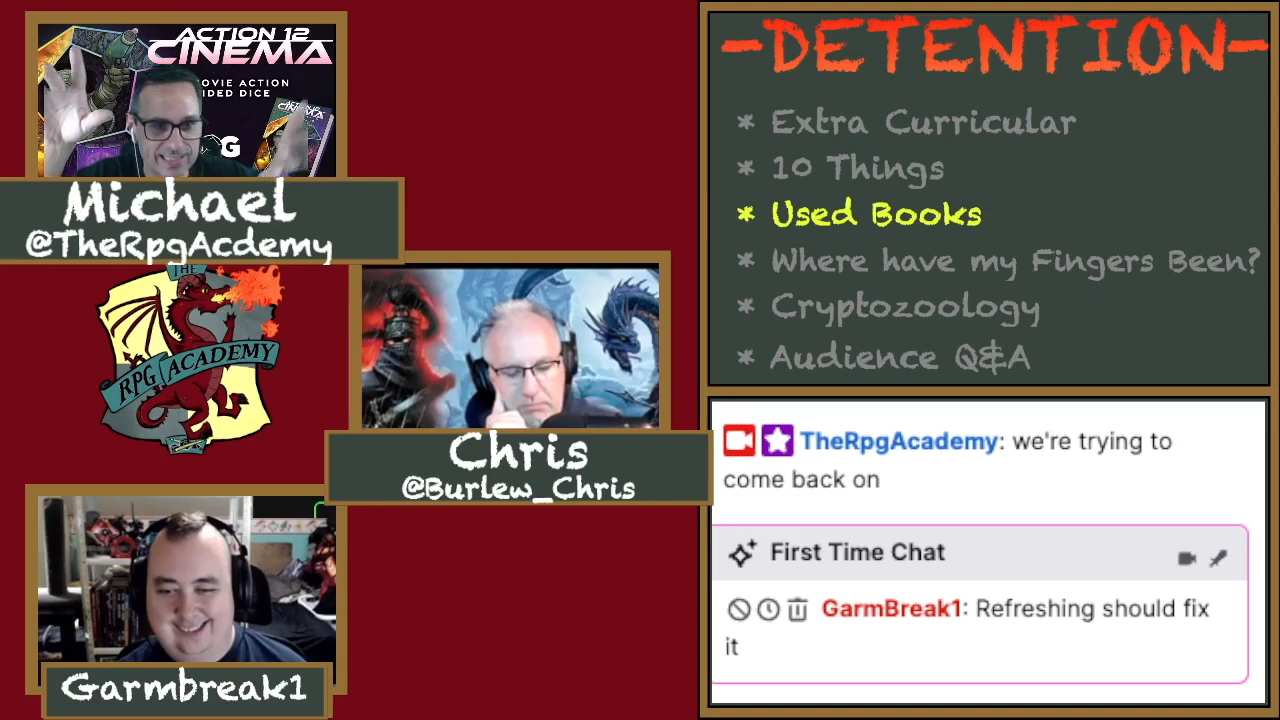 ACTION 12
CINEMA
OVIE ACTION
IDED DICE
G
Michael
@TheRpgAcdemy
THE
RPG ACADEMY
Chris
@Burlew_Chris
Garmbreak1
-DETENTION-
* Extra Curricular
* 10 Things
* Used Books
* Where have my Fingers Been?
* Cryptozoology
* Audience Q&A
TheRpgAcademy: we're trying to
come back on
First Time Chat
GarmBreak1: Refreshing should fix
it